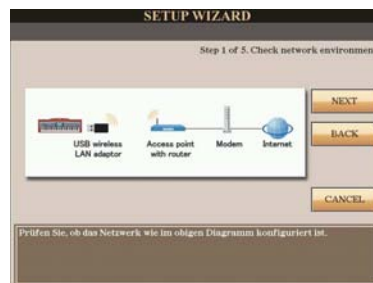 SETUP WIZARD
Step 1 of 5. Check network environmen
NEXT
BACK
USB wireless
LAN adaptor
Access point
with router
Modem
Internet
CANCEL
Prüfen Sie, ob das Netzwerk wie im obigen Diagramm konfiguriert ist.